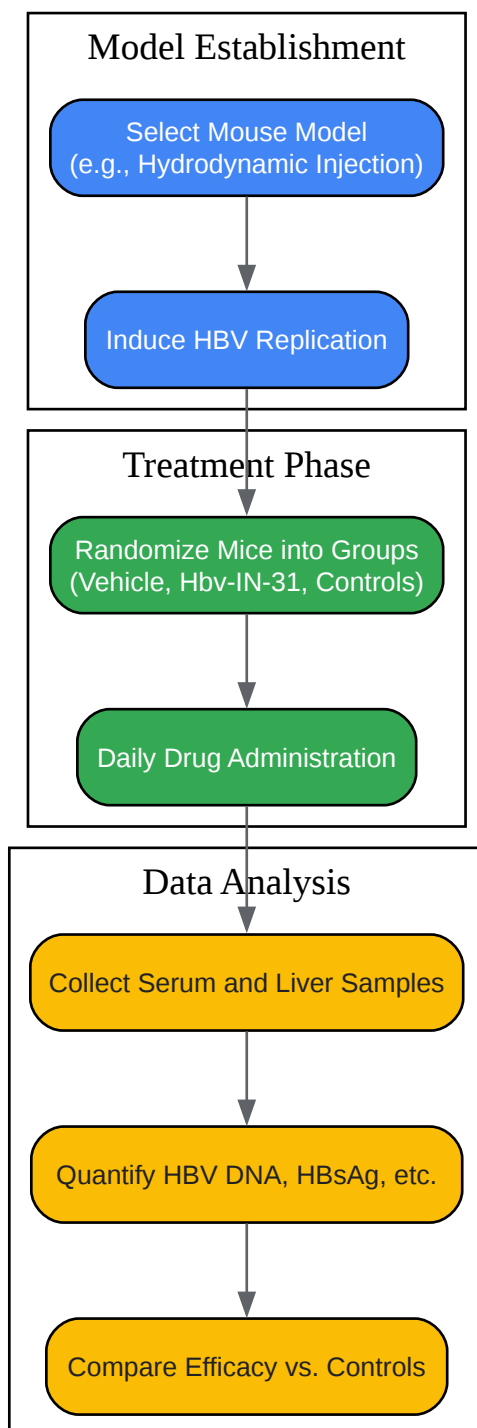 Model Establishment
Select Mouse Model
(e.g., Hydrodynamic Injection)
Induce HBV Replication
Treatment Phase
Randomize Mice into Groups
(Vehicle, Hbv-IN-31, Controls)
Daily Drug Administration
Data Analysis
Collect Serum and Liver Samples
Quantify HBV DNA, HBsAg, etc.
Compare Efficacy vs. Controls